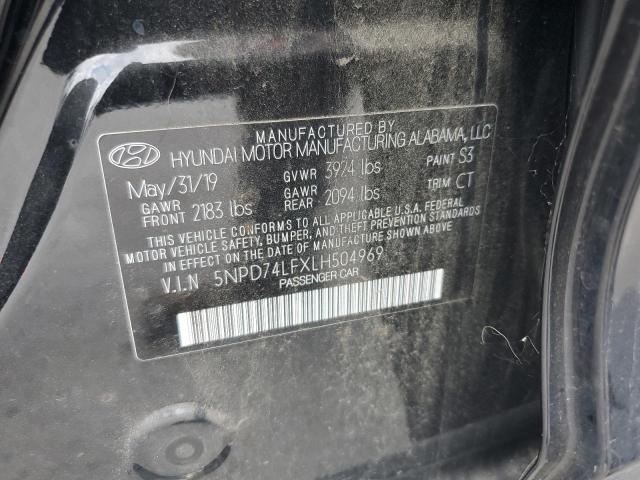 MANUFACTURED BY
HYUNDAI MOTOR MANUFACTURING ALABAMA, LLC
May/31/19 GVWR 3924 lbs PAINT S3
GAWR FRONT 2183 lbs GAWR REAR 2094 lbs TRIM CT
THIS VEHICLE CONFORMS TO ALL APPLICABLE U.S.A. FEDERAL
MOTOR VEHICLE SAFETY, BUMPER, AND THEFT PREVENTION STANDARDS
IN EFFECT ON THE DATE OF MANUFACTURE SHOWN ABOVE.
V.I.N 5NPD74LFXLH504969
PASSENGER CAR